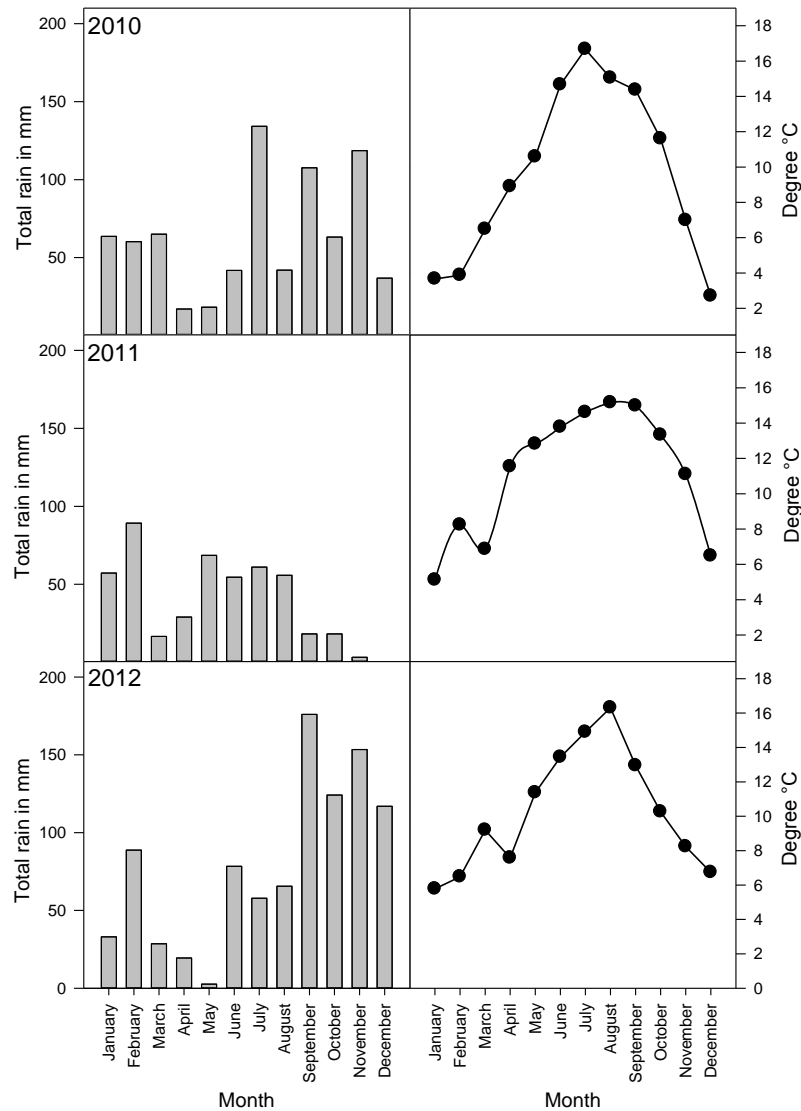 2010
200
150
100
50
Total rain in mm
18
16
14
12
10
8
6
4
2
Degree °C
2011
200
150
100
50
Total rain in mm
18
16
14
12
10
8
6
4
2
Degree °C
2012
200
150
100
50
0
Total rain in mm
18
16
14
12
10
8
6
4
2
0
Degree °C
January
February
March
April
May
June
July
August
September
October
November
December
Month
January
February
March
April
May
June
July
August
September
October
November
December
Month